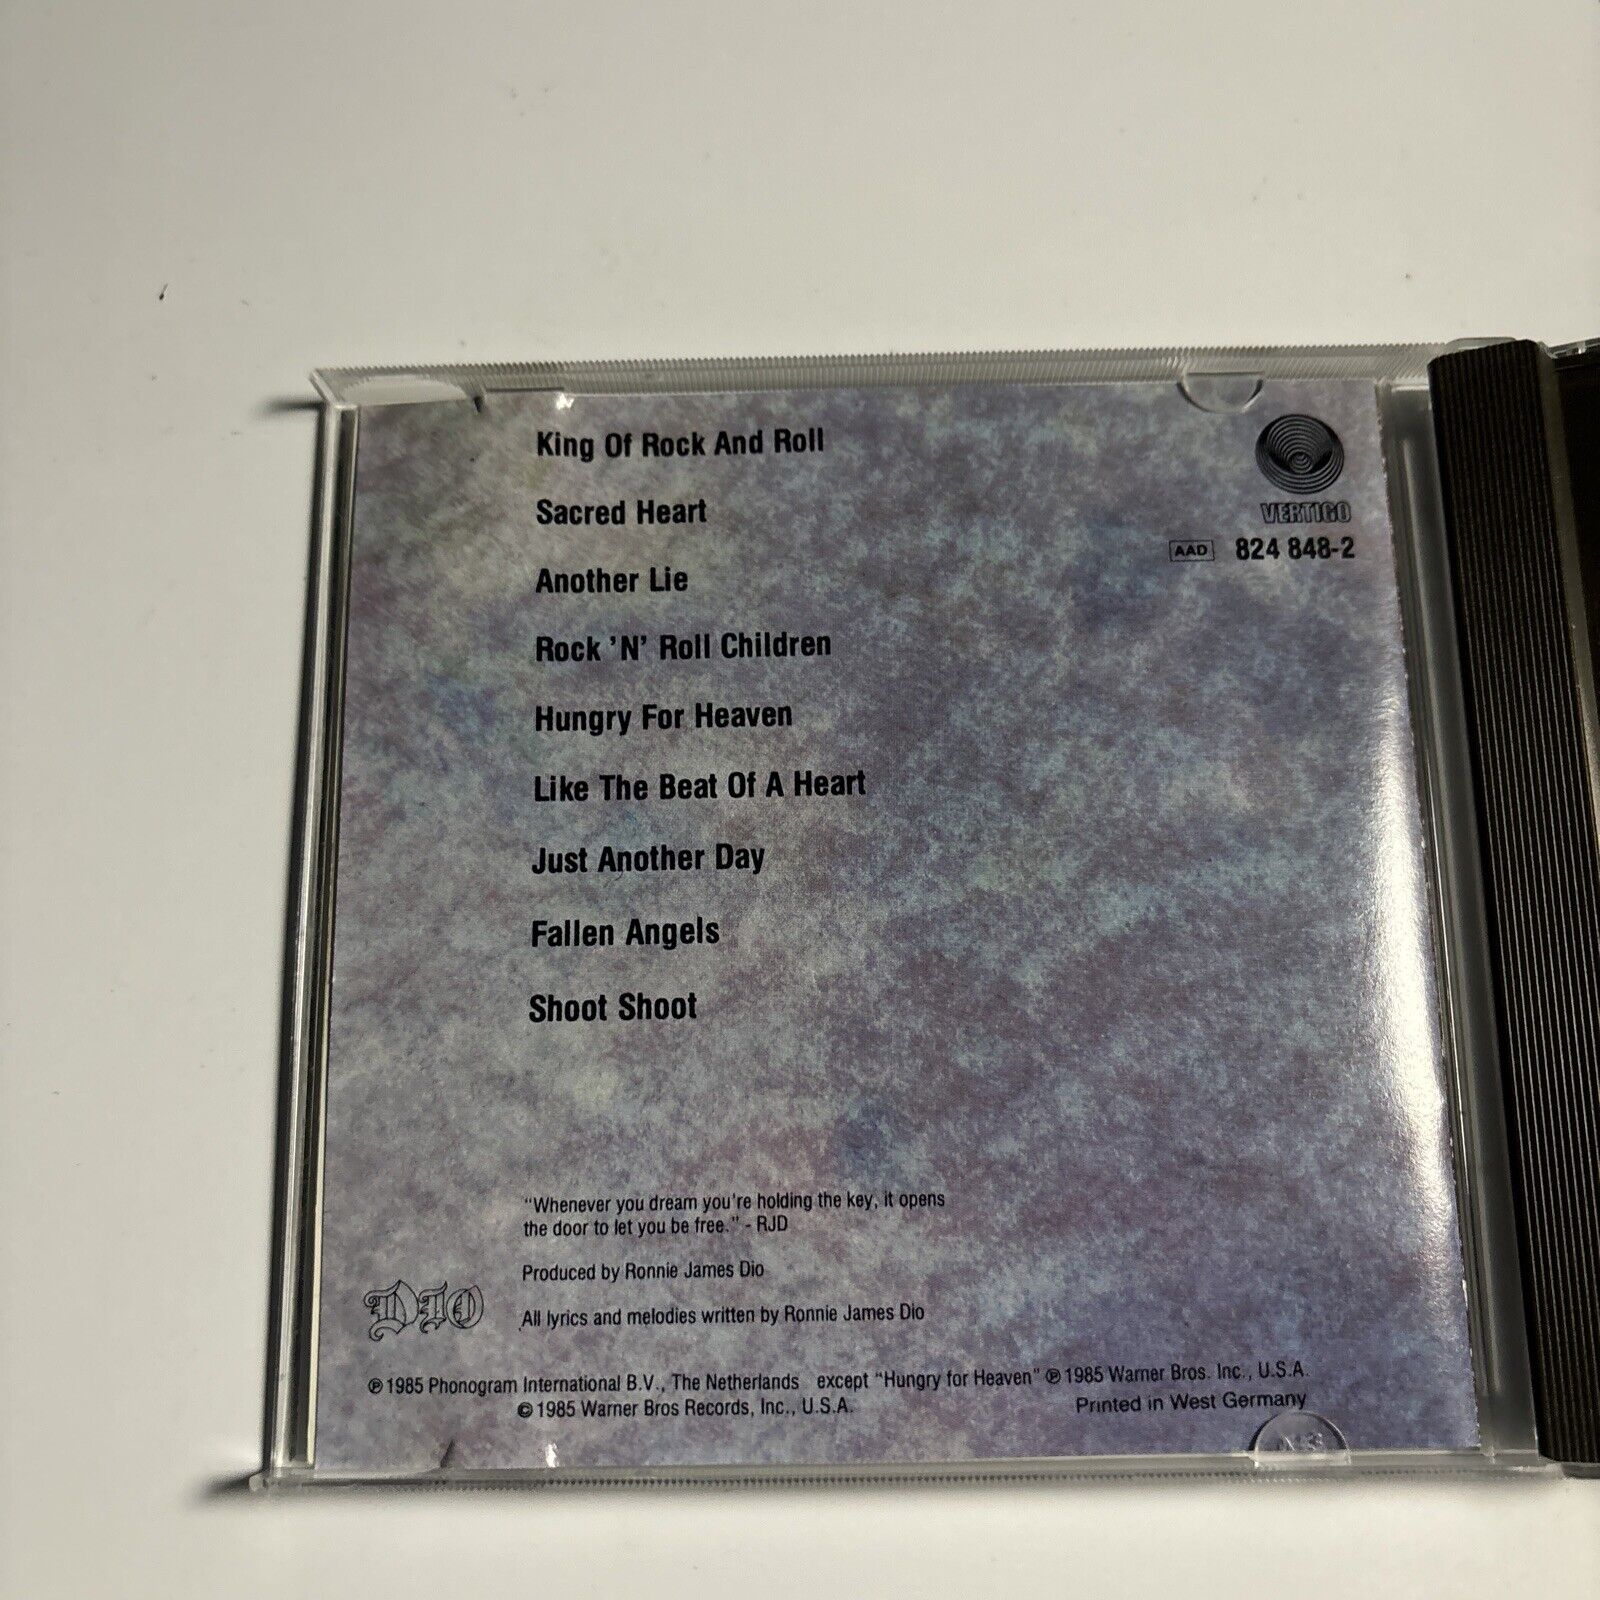 King Of Rock And Roll
Sacred Heart
Another Lie
Rock 'N' Roll Children
Hungry For Heaven
Like The Beat Of A Heart
Just Another Day
Fallen Angels
Shoot Shoot
VERTIGO
AAD 824 848-2
"Whenever you dream you're holding the key, it opens
the door to let you be free." - RJD
Produced by Ronnie James Dio
DIO
All lyrics and melodies written by Ronnie James Dio
℗ 1985 Phonogram International B.V., The Netherlands except "Hungry for Heaven" ℗ 1985 Warner Bros. Inc., U.S.A.
© 1985 Warner Bros Records, Inc., U.S.A. Printed in West Germany